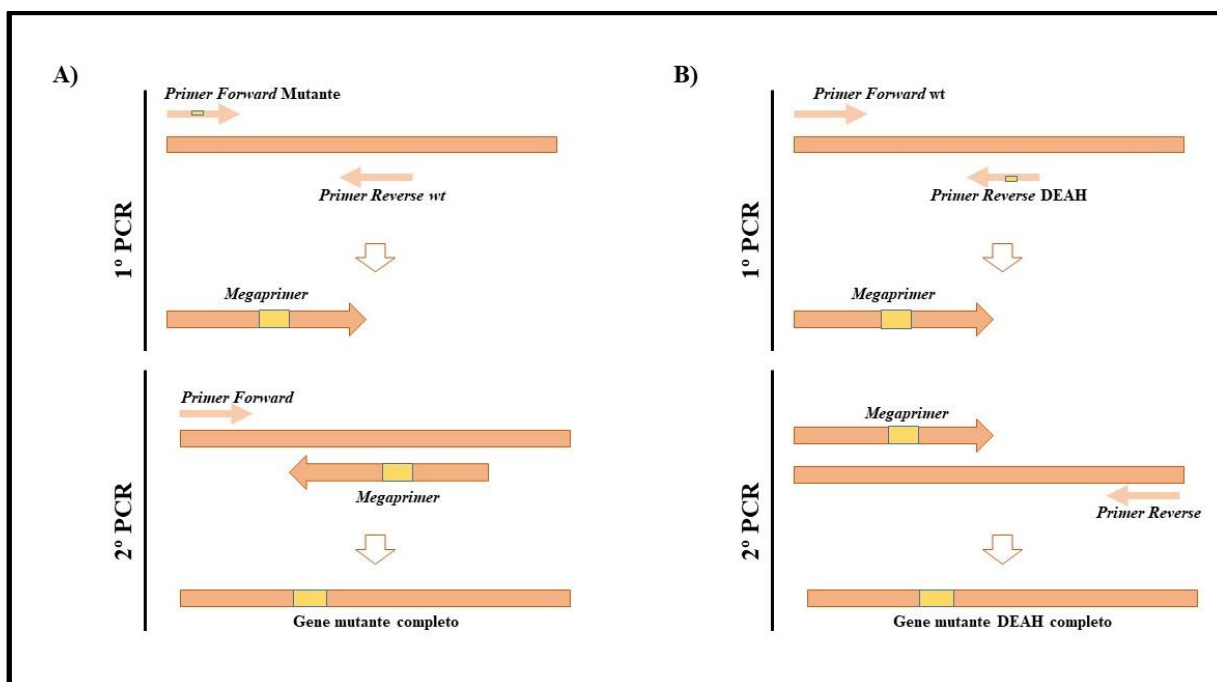 A)
Primer Forward Mutante
Primer Reverse wt
1º PCR
Megaprimer
Primer Forward
Megaprimer
2º PCR
Gene mutante completo
B)
Primer Forward wt
Primer Reverse DEAH
1º PCR
Megaprimer
Megaprimer
Primer Reverse
2º PCR
Gene mutante DEAH completo